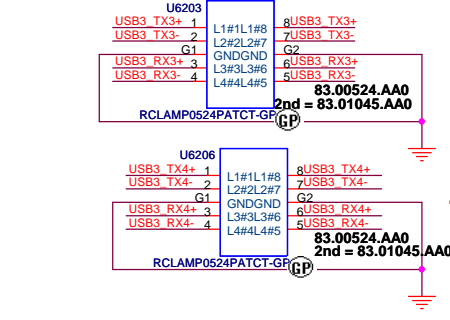 U6203
USB3_TX3+ 1 L1#1L1#8 8 USB3_TX3+
USB3_TX3- 2 L2#2L2#7 7 USB3_TX3-
G1 GNDGND G2
USB3_RX3+ 3 L3#3L3#6 6 USB3_RX3+
USB3_RX3- 4 L4#4L4#5 5 USB3_RX3-
83.00524.AA0
2nd = 83.01045.AA0
RCLAMP0524PATCT-GP GP
U6206
USB3_TX4+ 1 L1#1L1#8 8 USB3_TX4+
USB3_TX4- 2 L2#2L2#7 7 USB3_TX4-
G1 GNDGND G2
USB3_RX4+ 3 L3#3L3#6 6 USB3_RX4+
USB3_RX4- 4 L4#4L4#5 5 USB3_RX4-
83.00524.AA0
2nd = 83.01045.AA0
RCLAMP0524PATCT-GP GP